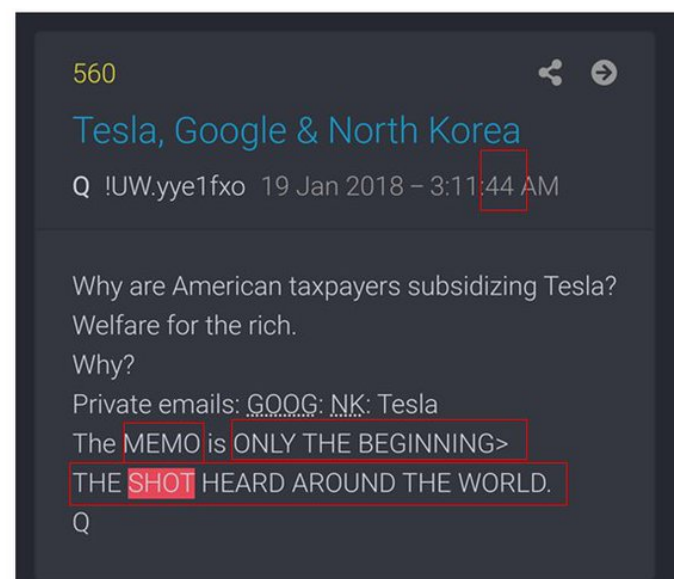 560
Tesla, Google & North Korea
Q !UW.yye1fxo 19 Jan 2018 – 3:11:44 AM
Why are American taxpayers subsidizing Tesla?
Welfare for the rich.
Why?
Private emails: GOOG: NK: Tesla
The MEMO is ONLY THE BEGINNING>
THE SHOT HEARD AROUND THE WORLD.
Q